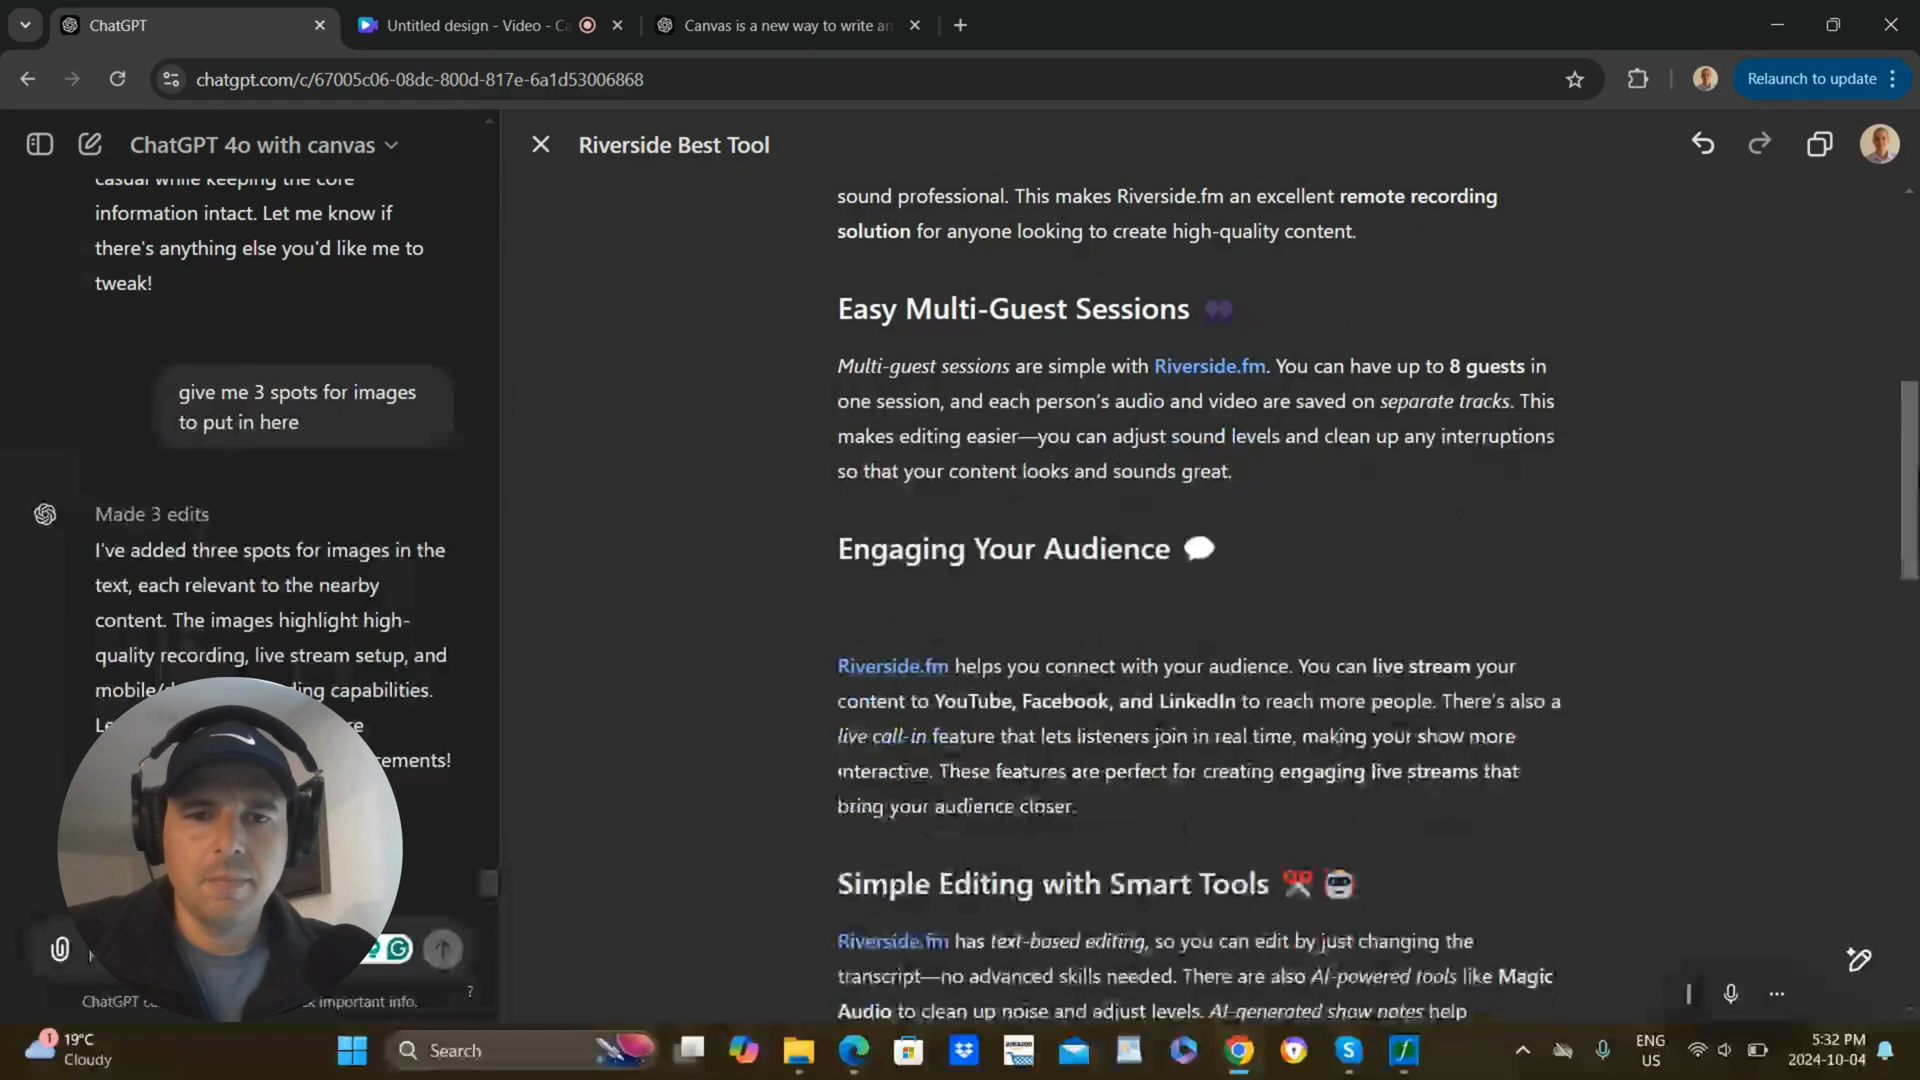 ChatGPT
Untitled design - Video - Ca
Canvas is a new way to write an
chatgpt.com/c/67005c06-08dc-800d-817e-6a1d53006868
Relaunch to update
ChatGPT 4o with canvas
casual while keeping the core
information intact. Let me know if
there's anything else you'd like me to
tweak!
give me 3 spots for images
to put in here
Made 3 edits
I've added three spots for images in the
text, each relevant to the nearby
content. The images highlight high-
quality recording, live stream setup, and
capabilities.
ChatGPT
important info.
?
Riverside Best Tool
sound professional. This makes Riverside.fm an excellent remote recording
solution for anyone looking to create high-quality content.
Easy Multi-Guest Sessions
Multi-guest sessions are simple with Riverside.fm. You can have up to 8 guests in
one session, and each person's audio and video are saved on separate tracks. This
makes editing easier—you can adjust sound levels and clean up any interruptions
so that your content looks and sounds great.
Engaging Your Audience
Riverside.fm helps you connect with your audience. You can live stream your
content to YouTube, Facebook, and LinkedIn to reach more people. There's also a
live call-in feature that lets listeners join in real time, making your show more
interactive. These features are perfect for creating engaging live streams that
bring your audience closer.
Simple Editing with Smart Tools
Riverside.fm has text-based editing, so you can edit by just changing the
transcript—no advanced skills needed. There are also AI-powered tools like Magic
Audio to clean up noise and adjust levels. AI-generated show notes help
1
19°C
Cloudy
Search
amazon
ENG
US
5:32 PM
2024-10-04